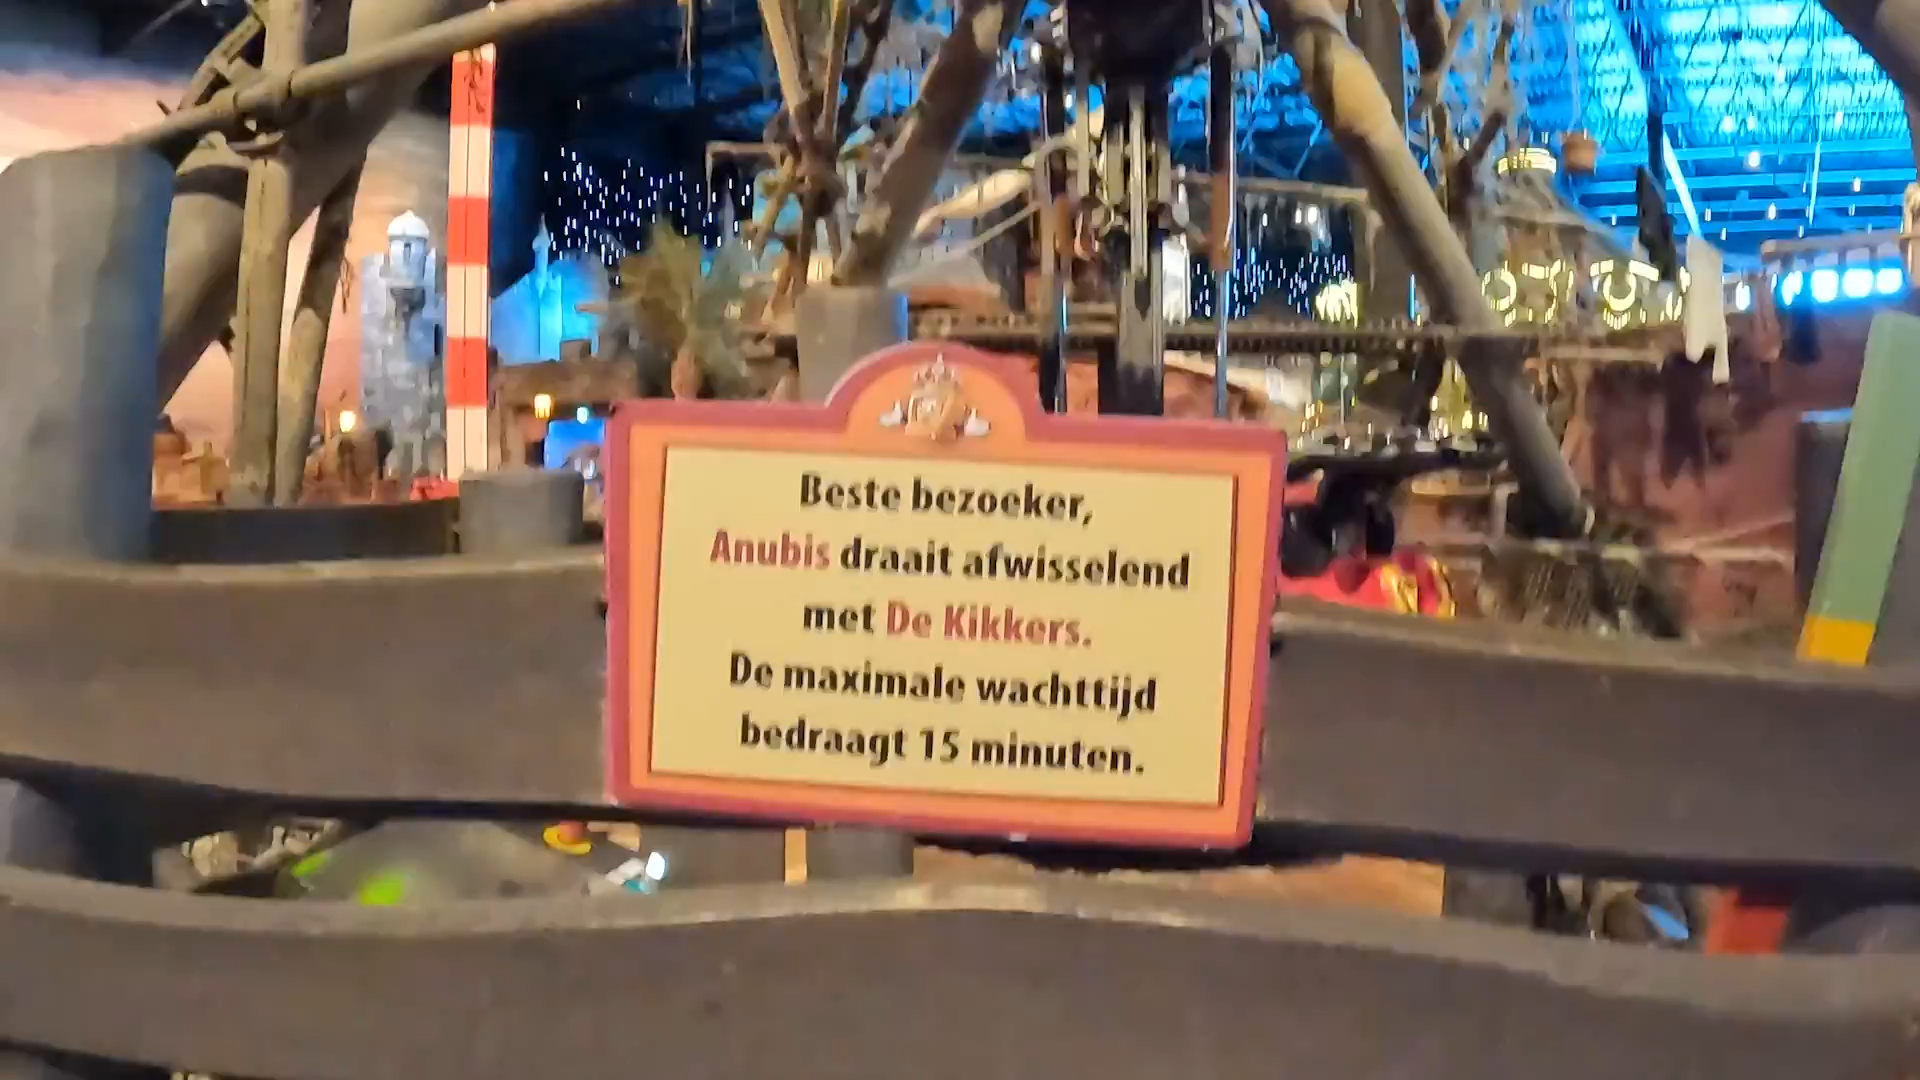 Beste bezoeker,
Anubis draait afwisselend
met De Kikkers.
De maximale wachttijd
bedraagt 15 minuten.